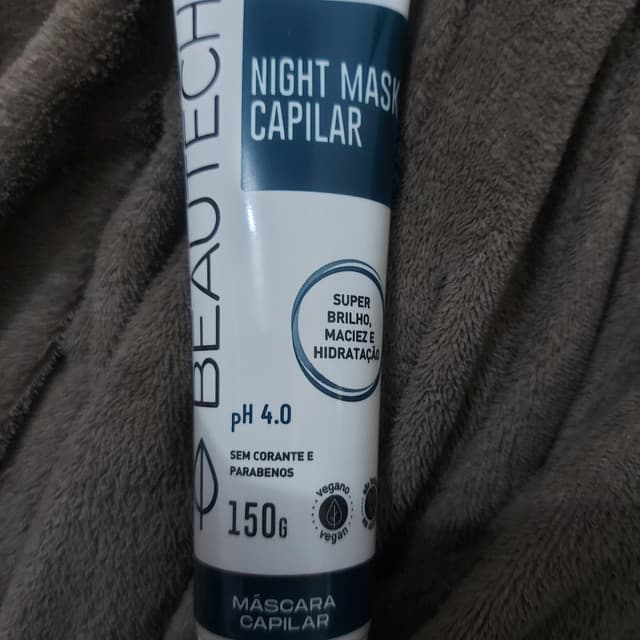 BEAUTECH
NIGHT MASK
CAPILAR
SUPER
BRILHO,
MACIEZ E
HIDRATAÇÃO
pH 4.0
SEM CORANTE E
PARABENOS
150G
Vegano
Vegan
MÁSCARA
CAPILAR